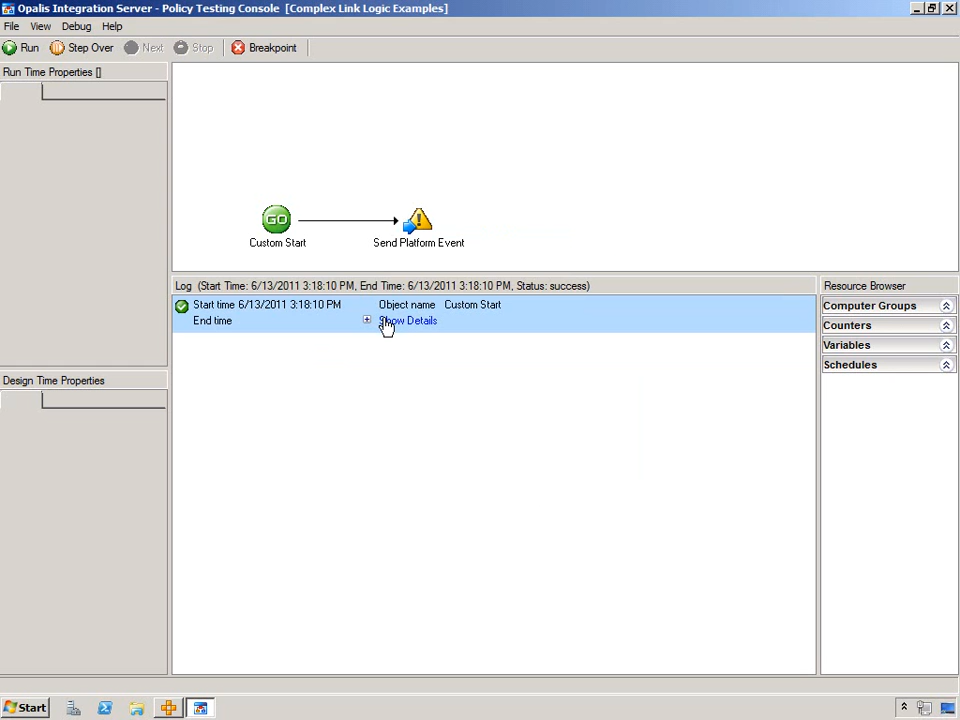 Opalis Integration Server - Policy Testing Console  [Complex Link Logic Examples]
File View Debug Help
Run Step Over Next Stop Breakpoint
Run Time Properties []
GO
Custom Start
Send Platform Event
Log (Start Time: 6/13/2011 3:18:10 PM, End Time: 6/13/2011 3:18:10 PM, Status: success)
Start time 6/13/2011 3:18:10 PM Object name Custom Start
End time Show Details
Resource Browser
Computer Groups
Counters
Variables
Schedules
Design Time Properties
Start